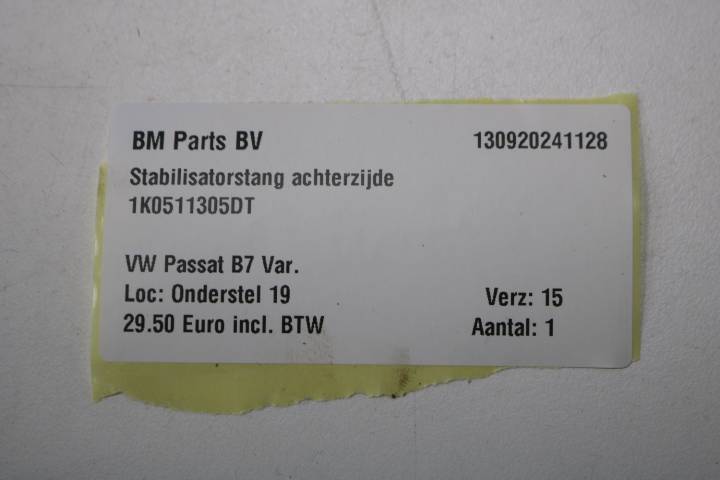 BM Parts BV 130920241128
Stabilisatorstang achterzijde
1K0511305DT
VW Passat B7 Var.
Loc: Onderstel 19 Verz: 15
29.50 Euro incl. BTW Aantal: 1